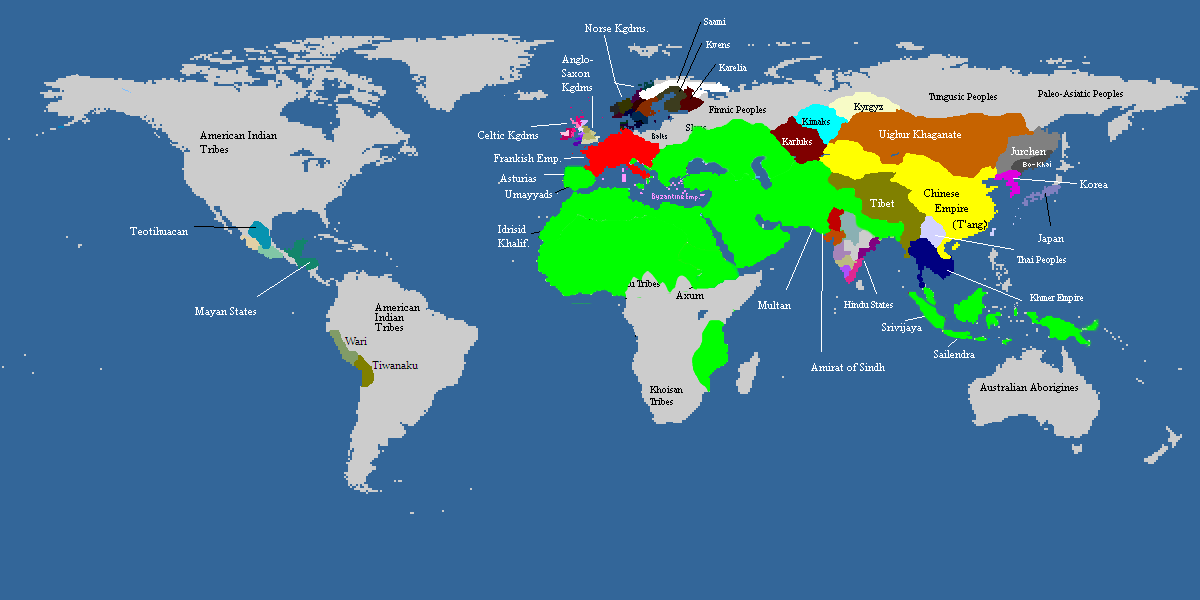 Saami
Norse Kgdms.
Kvens
Anglo-
Saxon
Kgdms
Karelia
Paleo-Asiatic Peoples
Tungusic Peoples
Finnic Peoples
Kyrgyz
Kimaks
American Indian
Tribes
Celtic Kgdms
Balts
Karluks
Uighur Khaganate
Jurchen
Bo-Khai
Frankish Emp.
Asturias
Umayyads
Byzantine Emp.
Tibet
Chinese
Empire
(T'ang)
Korea
Japan
Teotihuacan
Idrisid
Khalif.
Thai Peoples
Mayan States
Tribes
Axum
Multan
Hindu States
Khmer Empire
Srivijaya
American
Indian
Tribes
Wari
Tiwanaku
Sailendra
Amirat of Sindh
Khoisan
Tribes
Australian Aborigines